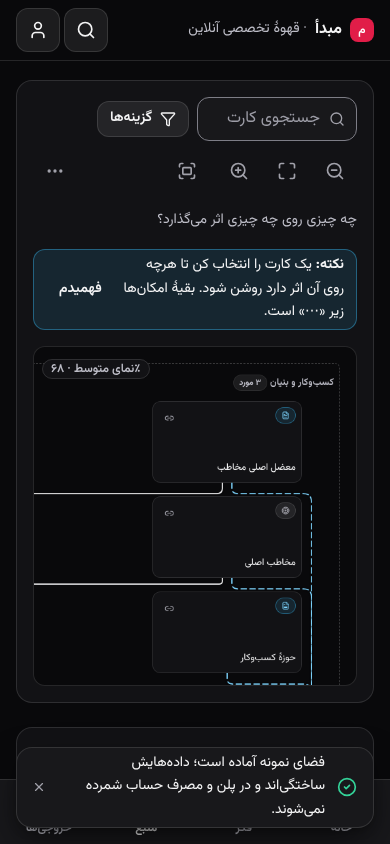 م مبدأ · قهوهٔ تخصصی آنلاین
جستجوی کارت
گزینه‌ها
چه چیزی روی چه چیزی اثر می‌گذارد؟
نکته: یک کارت را انتخاب کن تا هرچه
روی آن اثر دارد روشن شود. بقیهٔ امکان‌ها
زیر «···» است.
فهمیدم
نمای متوسط · ۶۸٪
کسب‌وکار و بنیان ۳ مورد
معضل اصلی مخاطب
مخاطب اصلی
حوزهٔ کسب‌وکار
فضای نمونه آماده است؛ داده‌هایش
ساختگی‌اند و در پلن و مصرف حساب شمرده
نمی‌شوند.